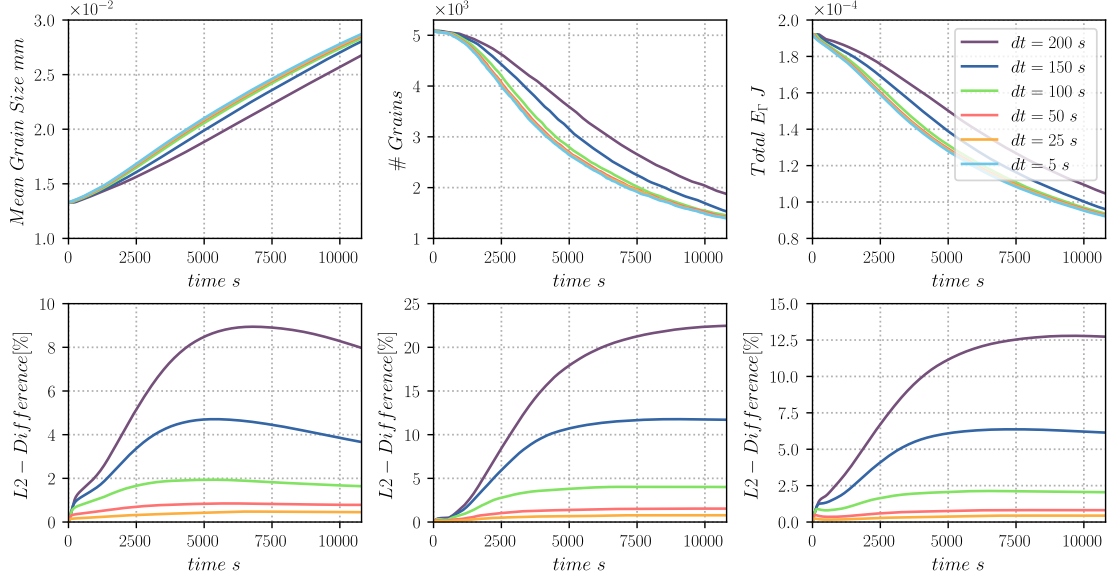 ×10⁻²
3.0
2.5
2.0
1.5
1.0
Mean Grain Size mm
0 2500 5000 7500 10000
time s
×10³
5
4
3
2
1
# Grains
0 2500 5000 7500 10000
time s
×10⁻⁴
2.0
1.8
1.6
1.4
1.2
1.0
0.8
Total E_Γ J
dt = 200 s
dt = 150 s
dt = 100 s
dt = 50 s
dt = 25 s
dt = 5 s
0 2500 5000 7500 10000
time s
10
8
6
4
2
0
L2 − Difference[%]
0 2500 5000 7500 10000
time s
25
20
15
10
5
0
L2 − Difference[%]
0 2500 5000 7500 10000
time s
15.0
12.5
10.0
7.5
5.0
2.5
0.0
L2 − Difference[%]
0 2500 5000 7500 10000
time s